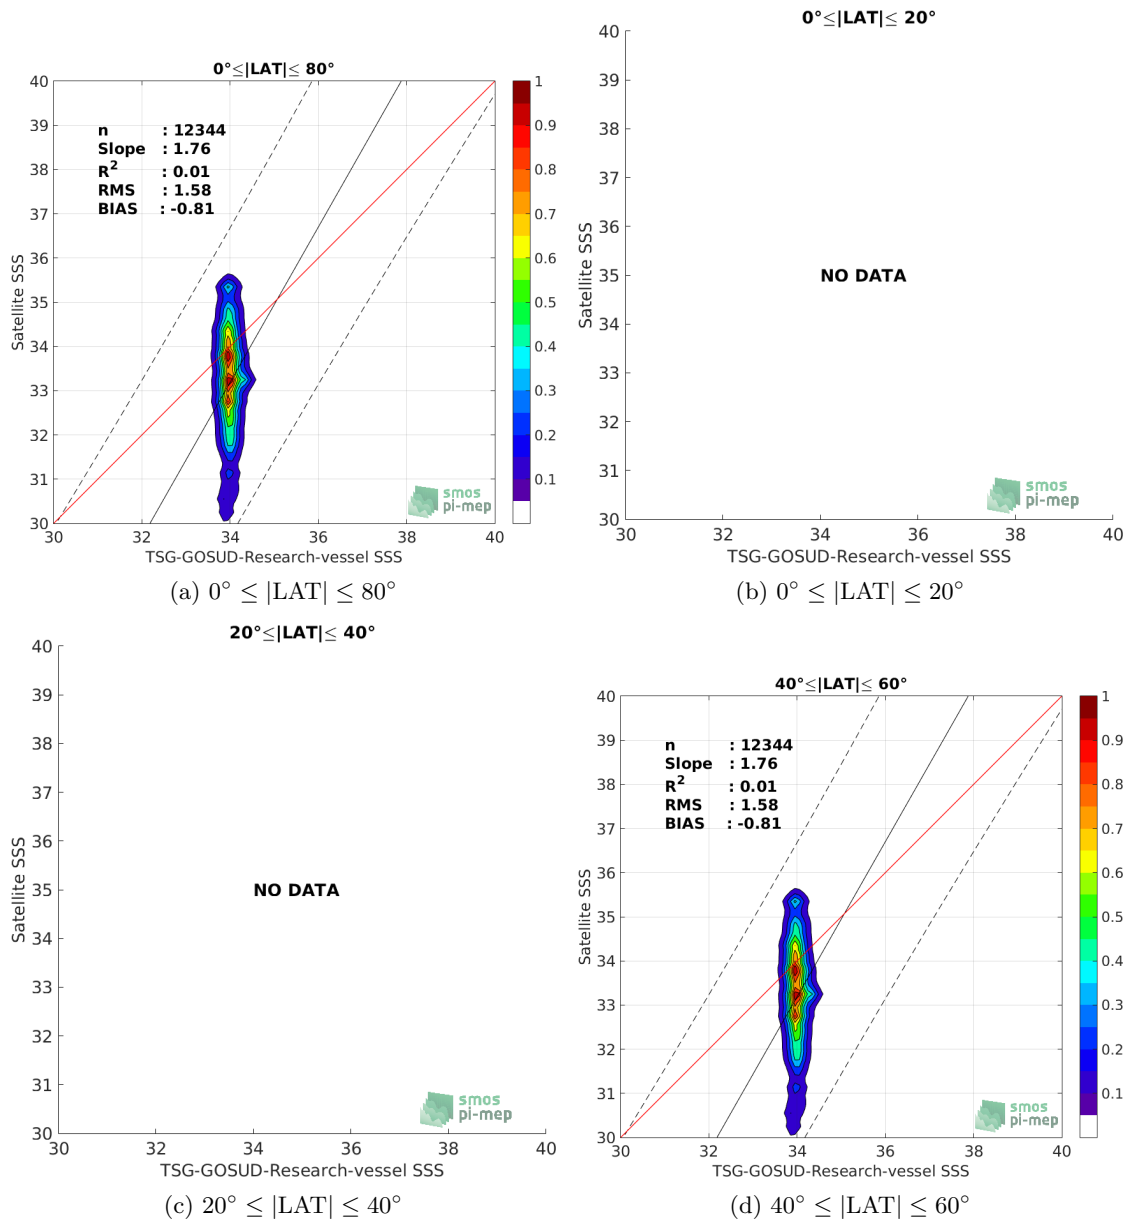 0°≤|LAT|≤ 80°
40
39
38
37
36
35
34
33
32
31
30
n : 12344
Slope : 1.76
R² : 0.01
RMS : 1.58
BIAS : -0.81
1
0.9
0.8
0.7
0.6
0.5
0.4
0.3
0.2
0.1
Satellite SSS
smos
pi-mep
30 32 34 36 38 40
TSG-GOSUD-Research-vessel SSS
(a) 0° ≤ |LAT| ≤ 80°
0°≤|LAT|≤ 20°
40
39
38
37
36
35
34
33
32
31
30
NO DATA
Satellite SSS
smos
pi-mep
30 32 34 36 38 40
TSG-GOSUD-Research-vessel SSS
(b) 0° ≤ |LAT| ≤ 20°
20°≤|LAT|≤ 40°
40
39
38
37
36
35
34
33
32
31
30
NO DATA
Satellite SSS
smos
pi-mep
30 32 34 36 38 40
TSG-GOSUD-Research-vessel SSS
(c) 20° ≤ |LAT| ≤ 40°
40°≤|LAT|≤ 60°
40
39
38
37
36
35
34
33
32
31
30
n : 12344
Slope : 1.76
R² : 0.01
RMS : 1.58
BIAS : -0.81
1
0.9
0.8
0.7
0.6
0.5
0.4
0.3
0.2
0.1
Satellite SSS
smos
pi-mep
30 32 34 36 38 40
TSG-GOSUD-Research-vessel SSS
(d) 40° ≤ |LAT| ≤ 60°